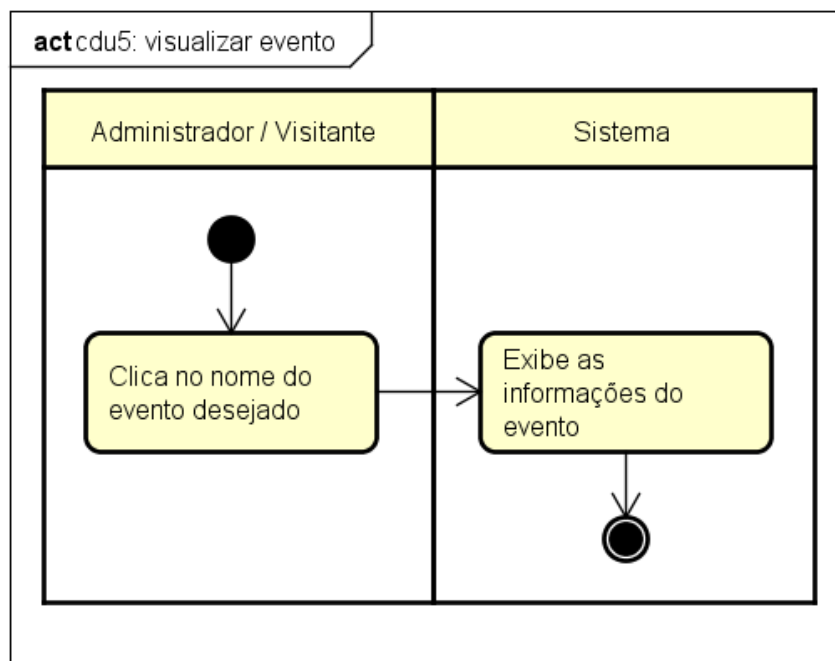 act cdu5: visualizar evento
Administrador / Visitante
Sistema
Clica no nome do
evento desejado
Exibe as
informações do
evento